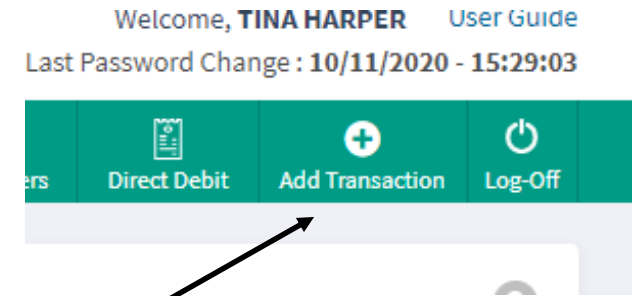 Welcome, TINA HARPER User Guide
Last Password Change : 10/11/2020 - 15:29:03
ers Direct Debit Add Transaction Log-Off